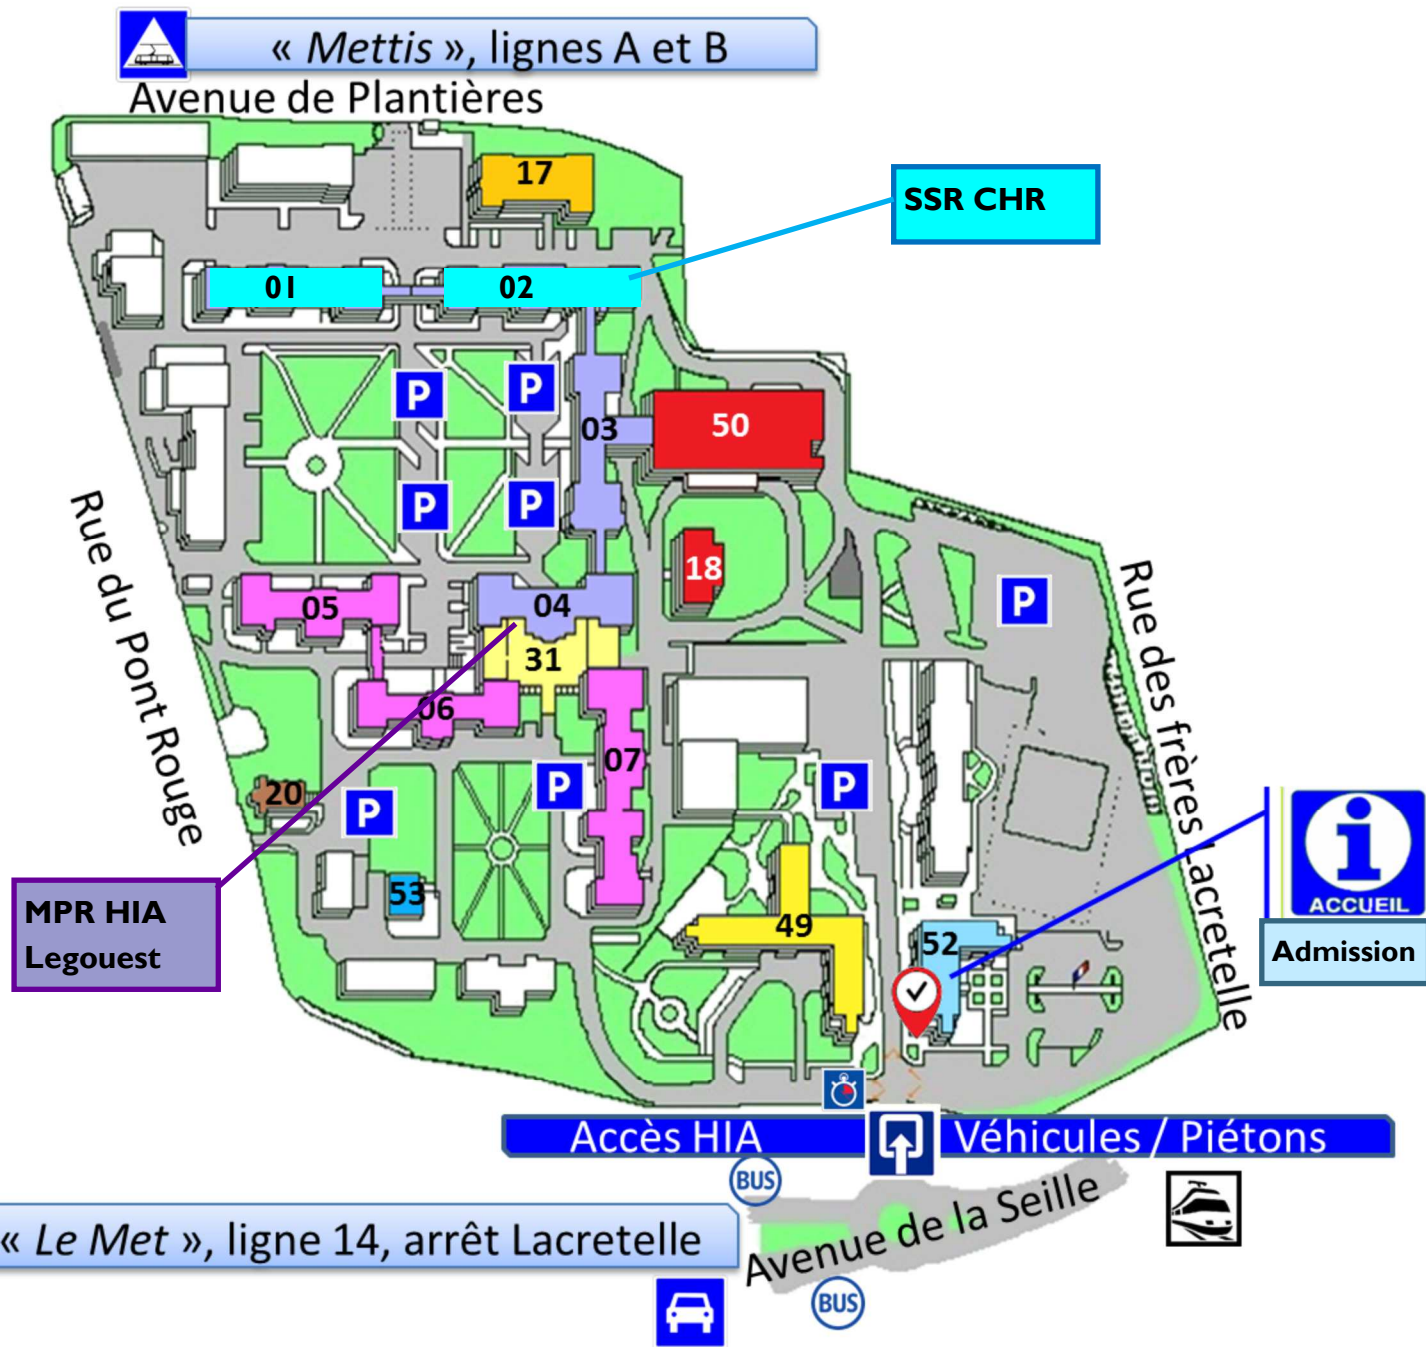 « Mettis », lignes A et B
Avenue de Plantières
17
SSR CHR
01
02
P
P
03
50
P
P
18
Rue du Pont Rouge
05
04
P
Rue des frères Lacretelle
31
06
07
20
P
P
P
i
ACCUEIL
MPR HIA
Legouest
53
49
52
Admission
Accès HIA
Véhicules / Piétons
BUS
Avenue de la Seille
« Le Met », ligne 14, arrêt Lacretelle
BUS